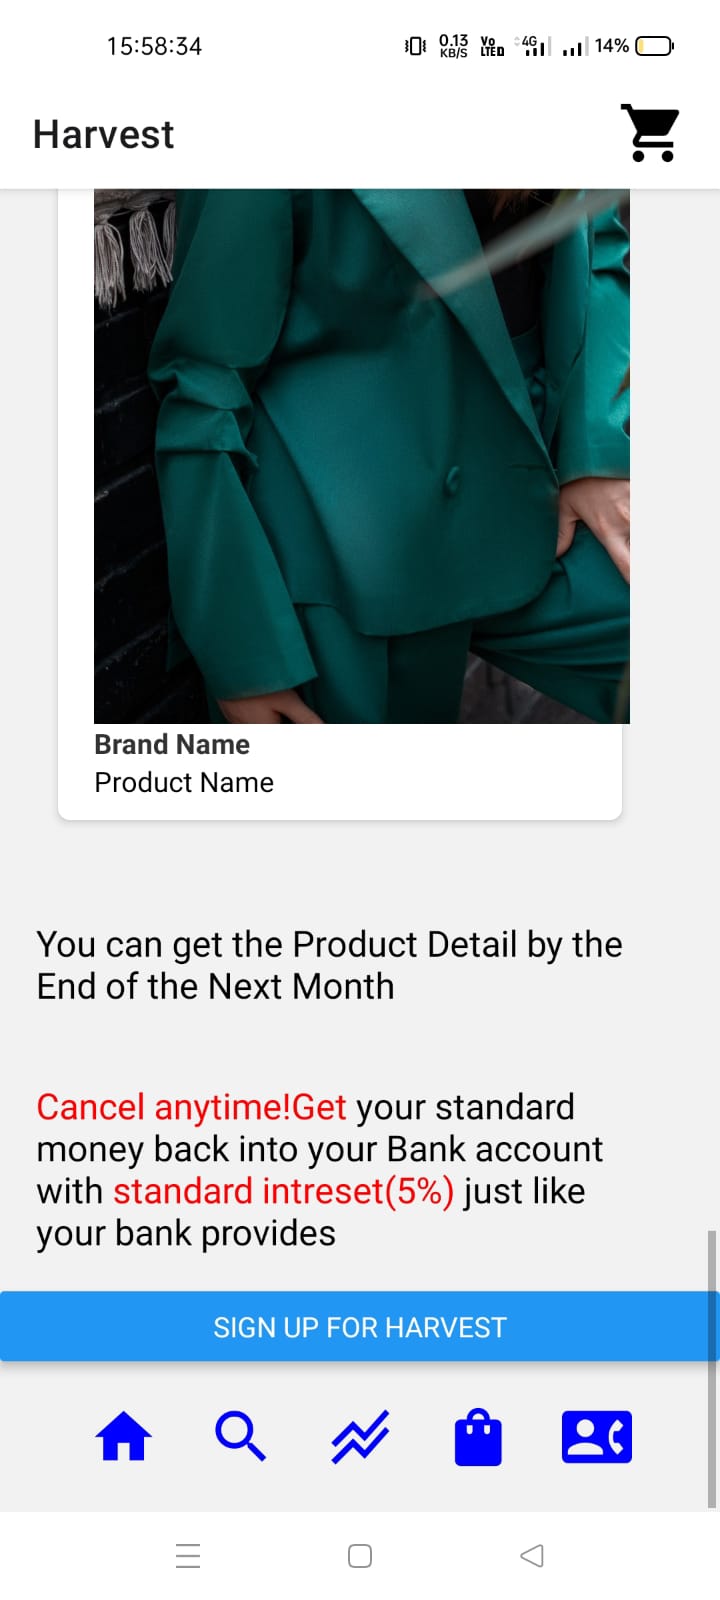 15:58:34
0.13
KB/S
Vo
LTED
4G
14%
Harvest
Brand Name
Product Name
You can get the Product Detail by the
End of the Next Month
Cancel anytime!Get your standard
money back into your Bank account
with standard intreset(5%) just like
your bank provides
SIGN UP FOR HARVEST